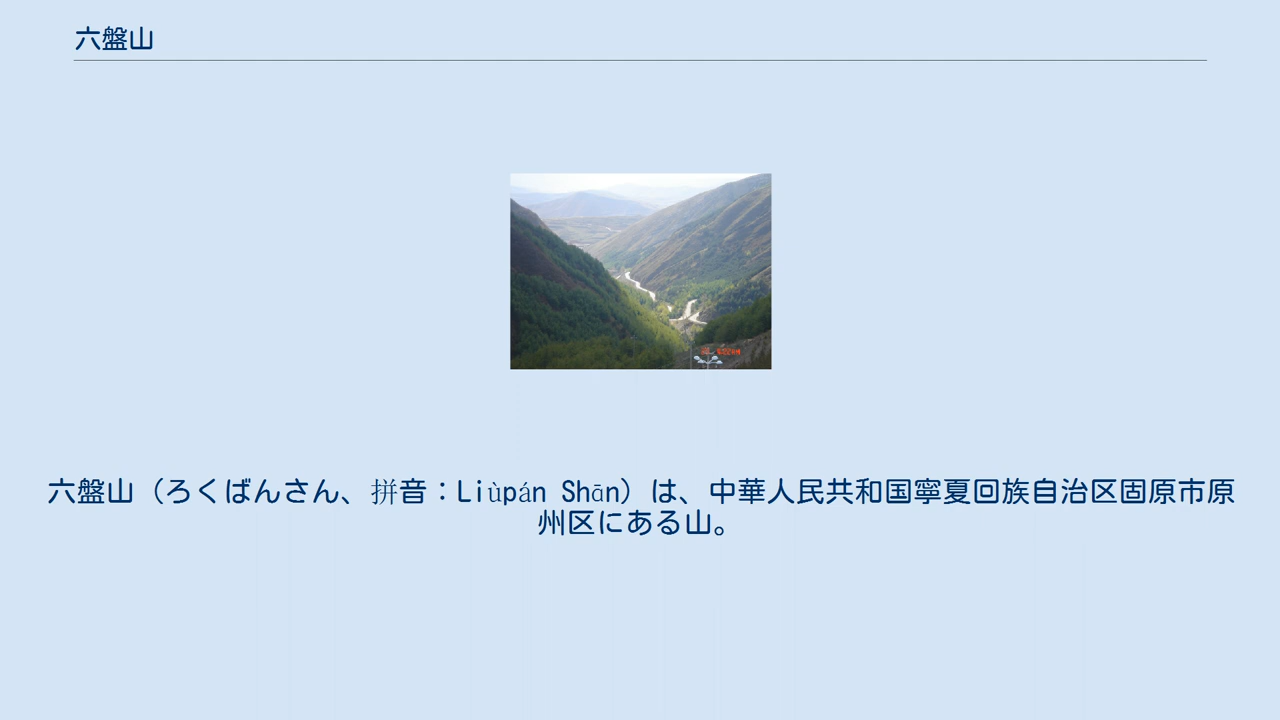 六盤山
六盤山（ろくばんさん、拼音：Liùpán Shān）は、中華人民共和国寧夏回族自治区固原市原
州区にある山。